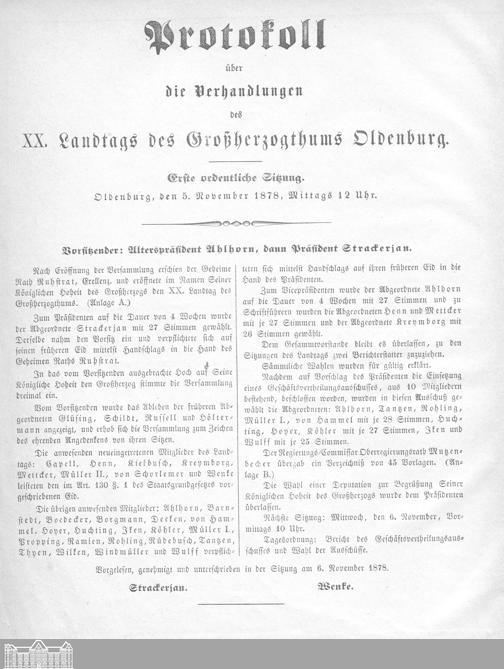 Protokoll
über
die Verhandlungen
des
XX. Landtags des Großherzogthums Oldenburg.
Erste ordentliche Sitzung.
Oldenburg, den 5. November 1878, Mittags 12 Uhr.
Vorsitzender: Alterspräsident Ahlhorn, dann Präsident Strackerjan.
Nach Eröffnung der Versammlung erschien der Geheime
Rath Ruhstrat, Excellenz, und eröffnete im Namen Seiner
Königlichen Hoheit des Großherzogs den XX. Landtag des
Großherzogthums. (Anlage A.)
Zum Präsidenten auf die Dauer von 4 Wochen wurde
der Abgeordnete Strackerjan mit 27 Stimmen gewählt.
Derselbe nahm den Vorsitz ein und verpflichtete sich auf
seinen früheren Eid mittelst Handschlags in die Hand des
Geheimen Raths Ruhstrat.
In das vom Vorsitzenden ausgebrachte Hoch auf Seine
Königliche Hoheit den Großherzog stimmte die Versammlung
dreimal ein.
Vom Vorsitzenden wurde das Ableben der früheren Ab-
geordneten Glüsing, Schildt, Russell und Hölter-
mann angezeigt, und erhob sich die Versammlung zum Zeichen
des ehrenden Angedenkens von ihren Sitzen.
Die anwesenden neueingetretenen Mitglieder des Land-
tags: Capell, Henn, Kielbusch, Kreymborg,
Metcker, Müller II., von Schorlemer und Wenke
leisteten den im Art. 130 §. 1 des Staatsgrundgesetzes vor-
geschriebenen Eid.
Die übrigen anwesenden Mitglieder: Ahlhorn, Barn-
stedt, Boedecker, Borgmann, Deeken, von Ham-
mel, Hoyer, Huchting, Iken, Köhler, Müller I.,
Propping, Ramien, Rohling, Rüdebusch, Tantzen,
Thyen, Wilken, Windmüller und Wulff verpflich-
teten sich mittelst Handschlags auf ihren früheren Eid in die
Hand des Präsidenten.
Zum Vicepräsidenten wurde der Abgeordnete Ahlhorn
auf die Dauer von 4 Wochen mit 27 Stimmen und zu
Schriftführern wurden die Abgeordneten Henn und Metcker
mit je 27 Stimmen und der Abgeordnete Kreymborg mit
26 Stimmen gewählt.
Dem Gesammtvorstande bleibt es überlassen, zu den
Sitzungen des Landtags zwei Berichterstatter zuzuziehen.
Sämmtliche Wahlen wurden für gültig erklärt.
Nachdem auf Vorschlag des Präsidenten die Einsetzung
eines Geschäftsvertheilungsausschusses, aus 10 Mitgliedern
bestehend, beschlossen worden, wurden in diesen Ausschuß ge-
wählt die Abgeordneten: Ahlhorn, Tantzen, Rohling,
Müller I., von Hammel mit je 28 Stimmen, Huch-
ting, Hoyer, Köhler mit je 27 Stimmen, Iken und
Wulff mit je 25 Stimmen.
Der Regierungs-Commissar Oberregierungsrath Mutzen-
becher übergab ein Verzeichniß von 45 Vorlagen. (An-
lage B.)
Die Wahl einer Deputation zur Begrüßung Seiner
Königlichen Hoheit des Großherzogs wurde dem Präsidenten
überlassen.
Nächste Sitzung: Mittwoch, den 6. November, Vor-
mittags 10 Uhr.
Tagesordnung: Bericht des Geschäftsvertheilungsaus-
schusses und Wahl der Ausschüsse.
Vorgelesen, genehmigt und unterschrieben in der Sitzung am 6. November 1878.
Strackerjan. Wenke.